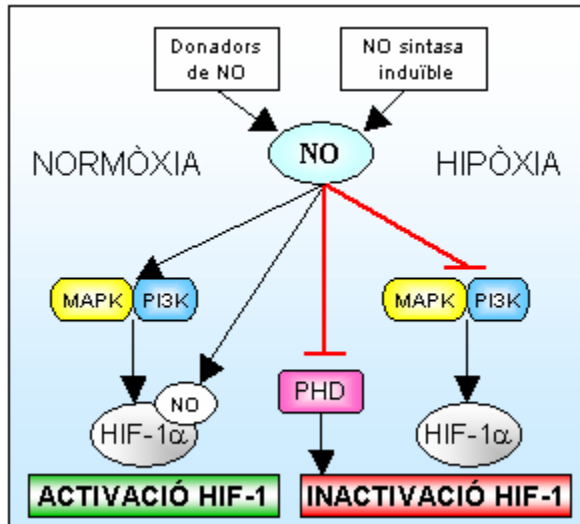 Donadors
de NO
NO sintasa
induïble
NO
NORMÒXIA
HIPÒXIA
MAPK
PI3K
MAPK
PI3K
NO
PHD
HIF-1α
HIF-1α
ACTIVACIÓ HIF-1
INACTIVACIÓ HIF-1